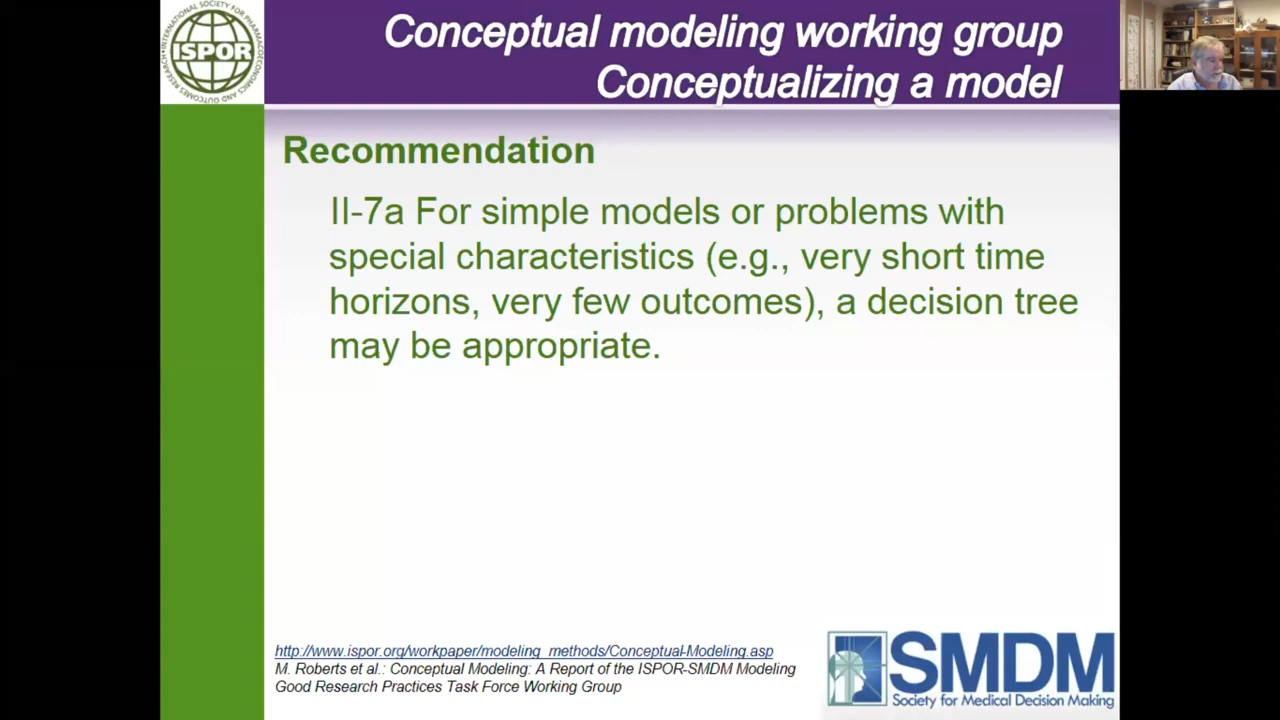 INTERNATIONAL SOCIETY FOR PHARMACOECONOMICS AND OUTCOMES RESEARCH
ISPOR
Conceptual modeling working group
Conceptualizing a model
Recommendation
II-7a For simple models or problems with
special characteristics (e.g., very short time
horizons, very few outcomes), a decision tree
may be appropriate.
http://www.ispor.org/workpaper/modeling_methods/Conceptual-Modeling.asp
M. Roberts et al.: Conceptual Modeling: A Report of the ISPOR-SMDM Modeling
Good Research Practices Task Force Working Group
SMDM
Society for Medical Decision Making